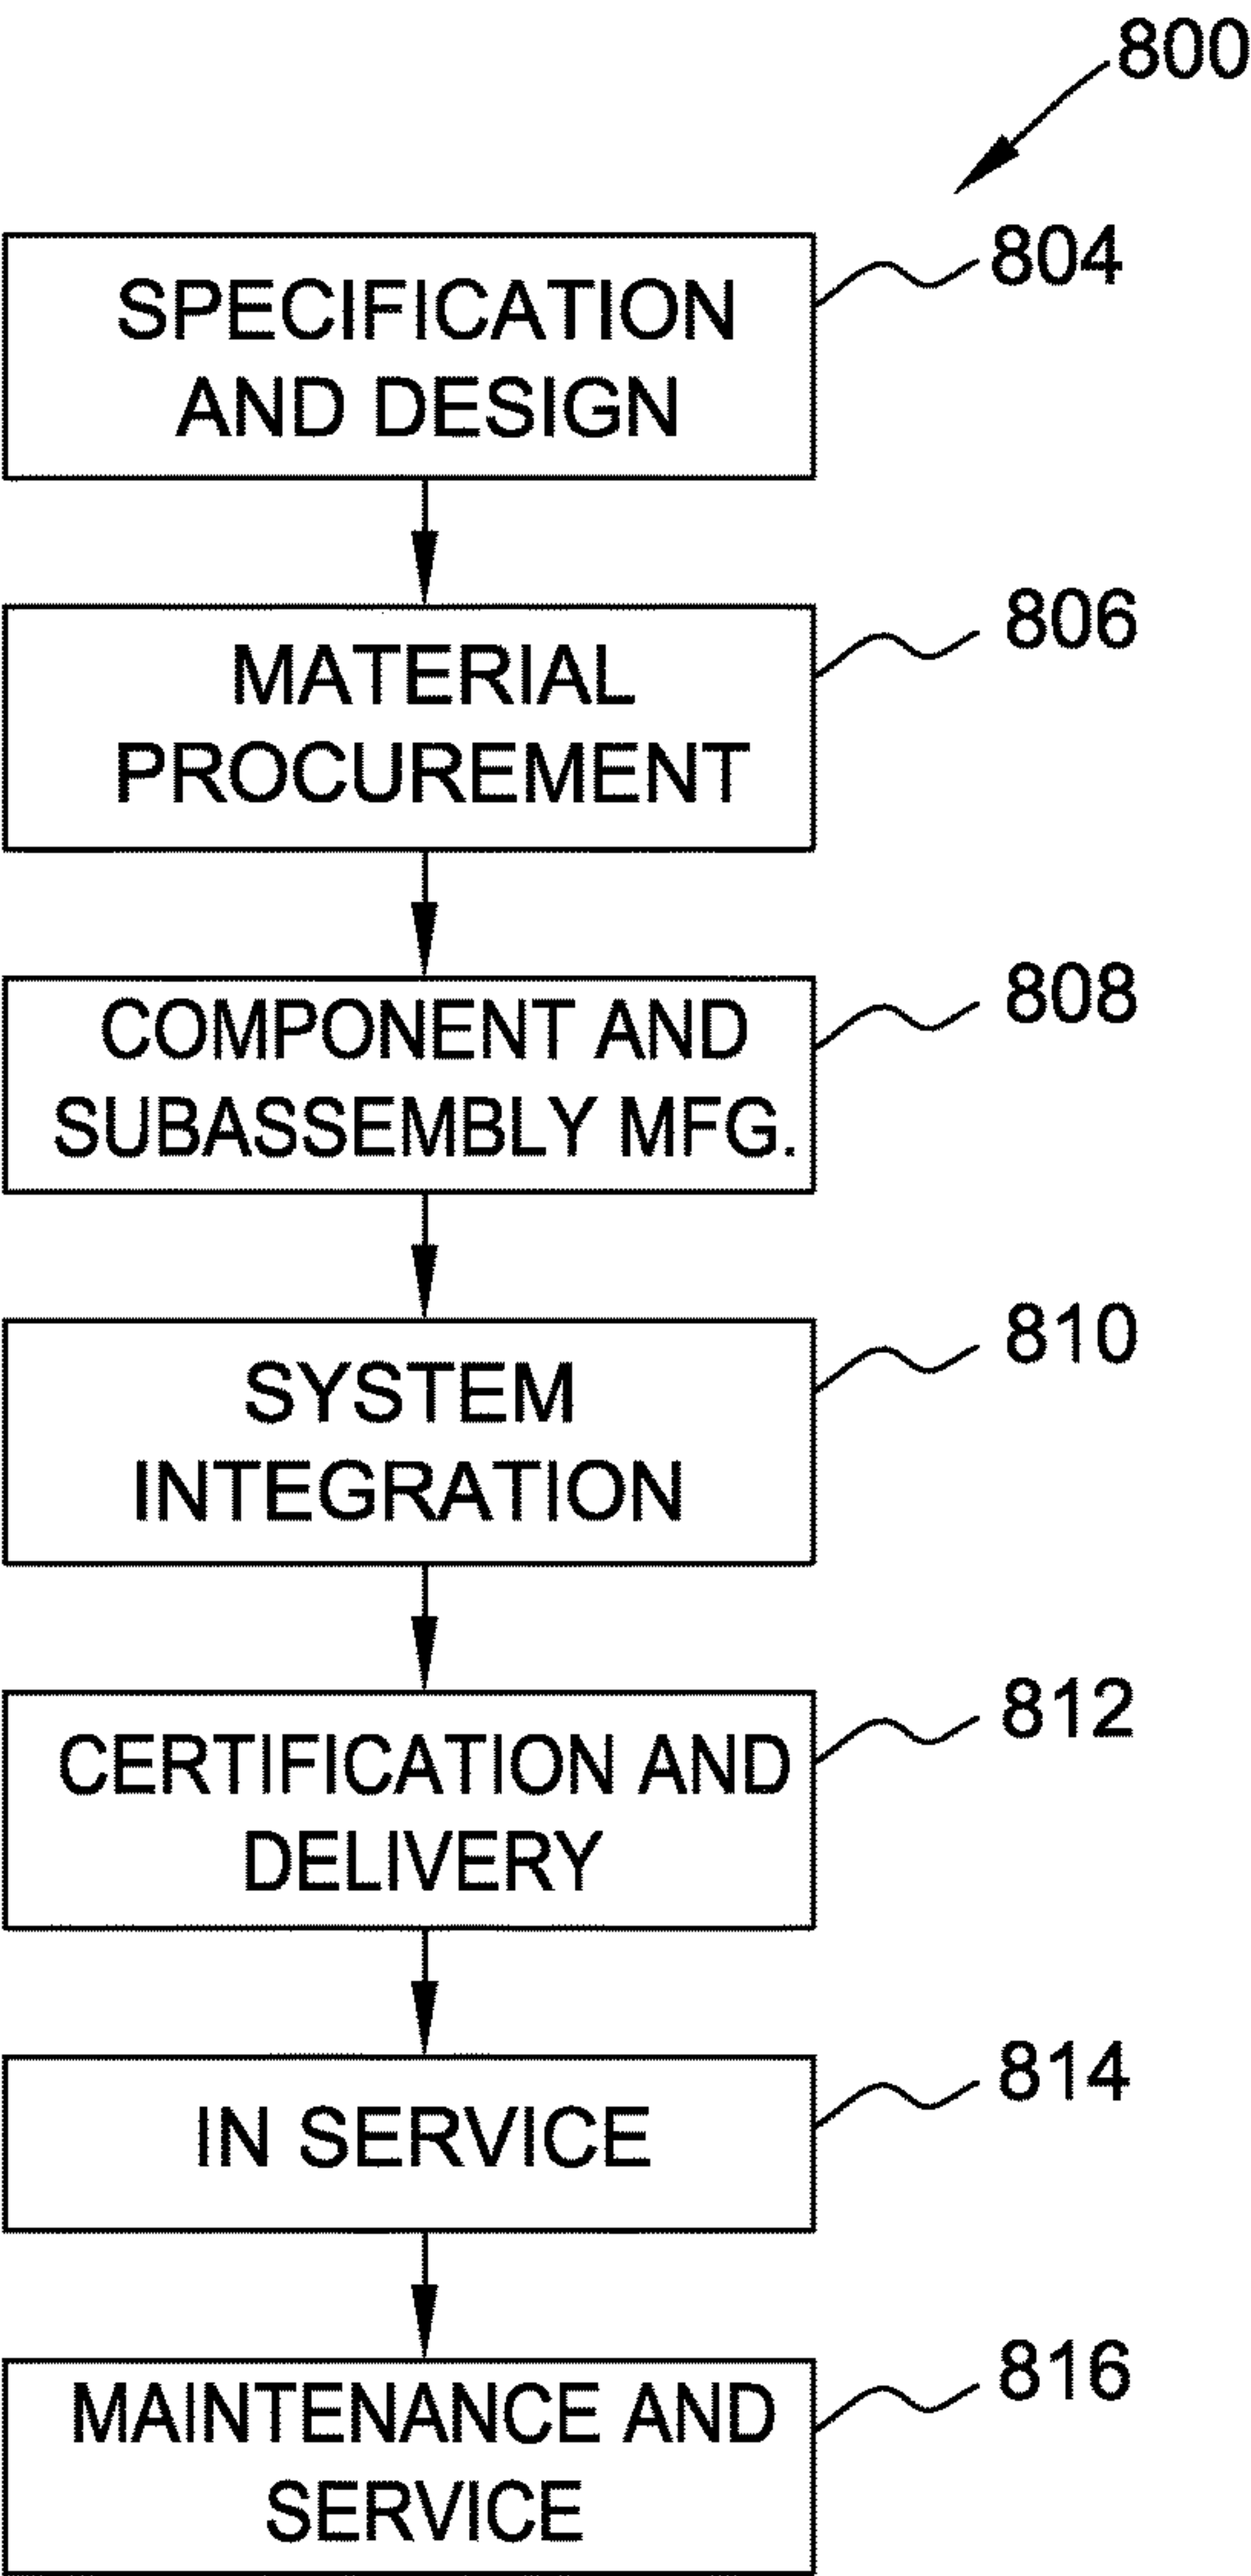 800
SPECIFICATION
AND DESIGN
804
MATERIAL
PROCUREMENT
806
COMPONENT AND
SUBASSEMBLY MFG.
808
SYSTEM
INTEGRATION
810
CERTIFICATION AND
DELIVERY
812
IN SERVICE
814
MAINTENANCE AND
SERVICE
816